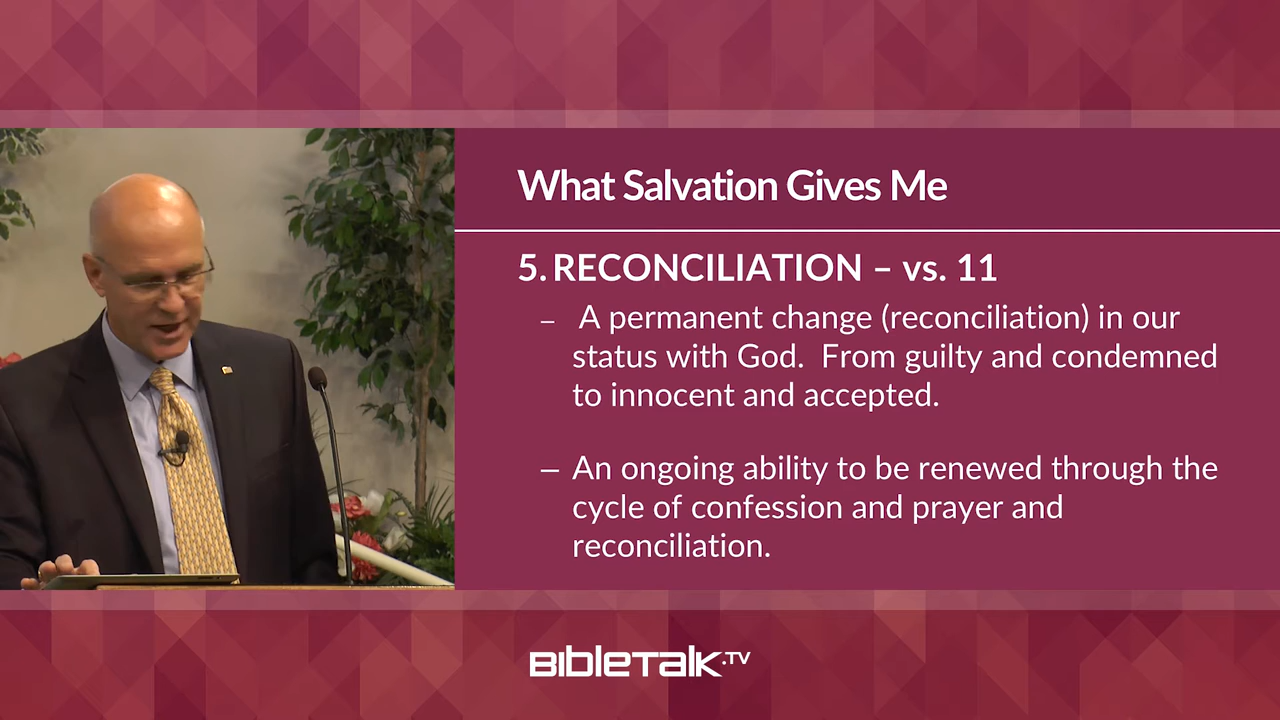 What Salvation Gives Me
5. RECONCILIATION – vs. 11
– A permanent change (reconciliation) in our
status with God.  From guilty and condemned
to innocent and accepted.
– An ongoing ability to be renewed through the
cycle of confession and prayer and
reconciliation.
BIBLETALK.TV